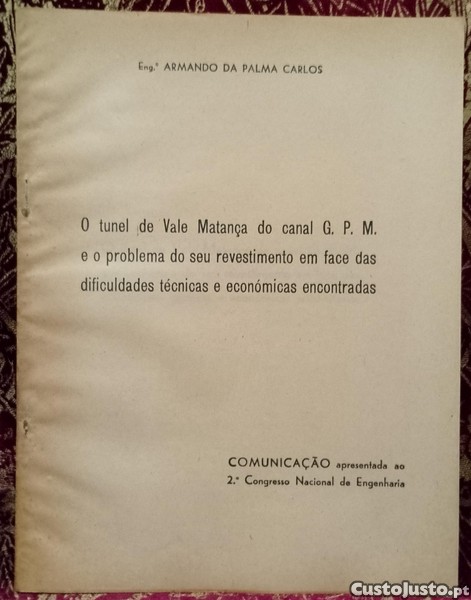 Eng.º ARMANDO DA PALMA CARLOS
O tunel de Vale Matança do canal G. P. M.
e o problema do seu revestimento em face das
dificuldades técnicas e económicas encontradas
COMUNICAÇÃO apresentada ao
2.º Congresso Nacional de Engenharia
CustoJusto.pt